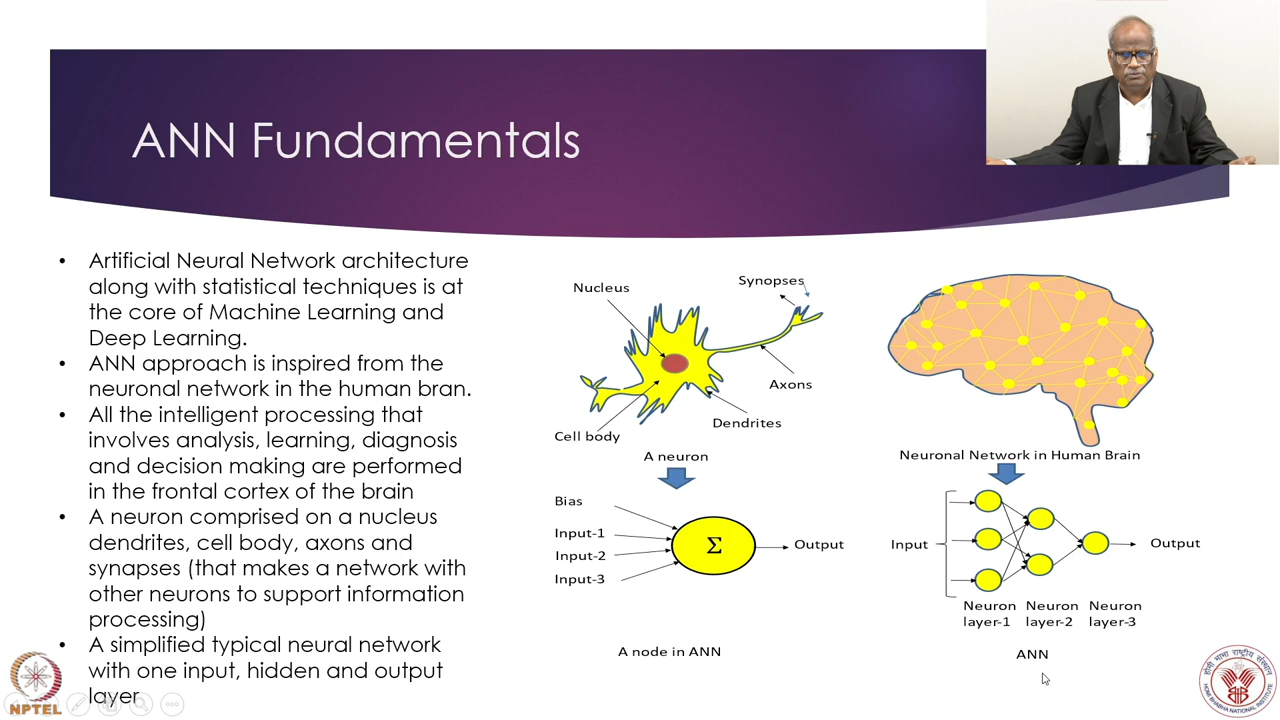 ANN Fundamentals
• Artificial Neural Network architecture
along with statistical techniques is at
the core of Machine Learning and
Deep Learning.
• ANN approach is inspired from the
neuronal network in the human bran.
• All the intelligent processing that
involves analysis, learning, diagnosis
and decision making are performed
in the frontal cortex of the brain
• A neuron comprised on a nucleus
dendrites, cell body, axons and
synapses (that makes a network with
other neurons to support information
processing)
• A simplified typical neural network
with one input, hidden and output
layer
Nucleus
Synopses
Axons
Dendrites
Cell body
A neuron
Bias
Input-1
Input-2
Input-3
Σ
Output
A node in ANN
Neuronal Network in Human Brain
Input
Output
Neuron Neuron Neuron
layer-1 layer-2 layer-3
ANN
NPTEL
होमी भाभा राष्ट्रीय संस्थान
HOMI BHABHA NATIONAL INSTITUTE